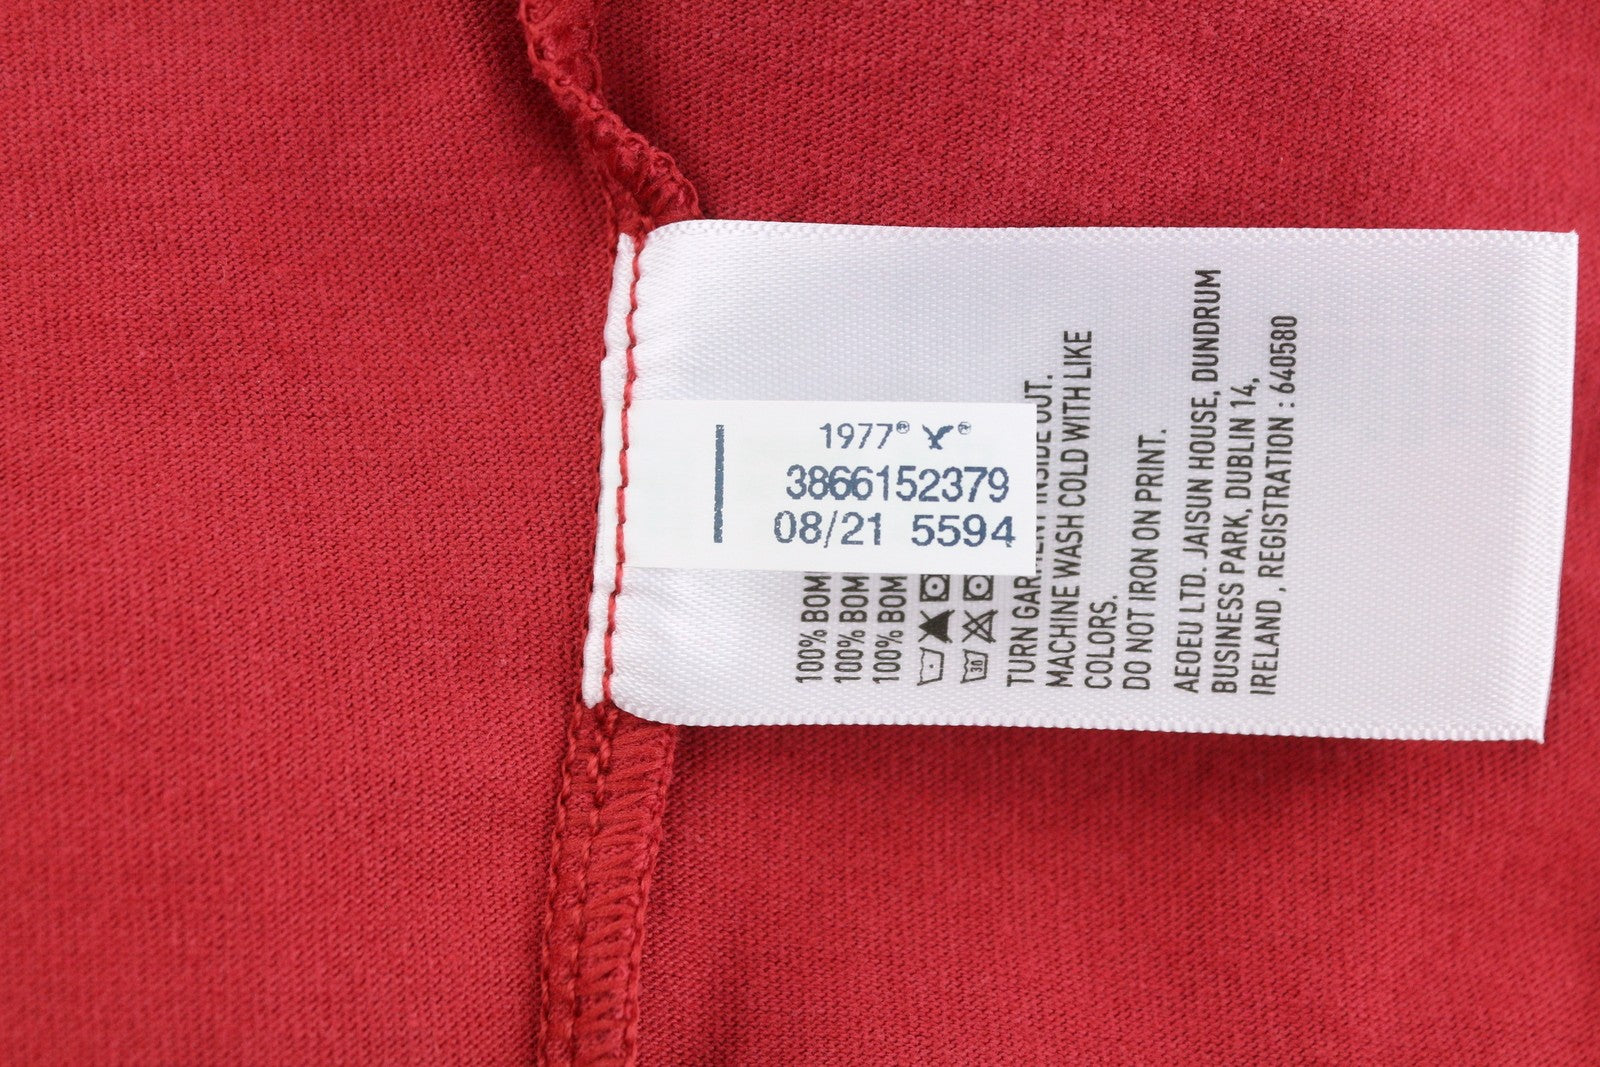 1977®®
3866152379
08/21 5594
100% BOM
100% BOM
100% BOM
30
TURN GARMENT INSIDE OUT.
MACHINE WASH COLD WITH LIKE
COLORS.
DO NOT IRON ON PRINT.
AEOEU LTD. JAISUN HOUSE, DUNDRUM
BUSINESS PARK, DUBLIN 14,
IRELAND , REGISTRATION : 640580